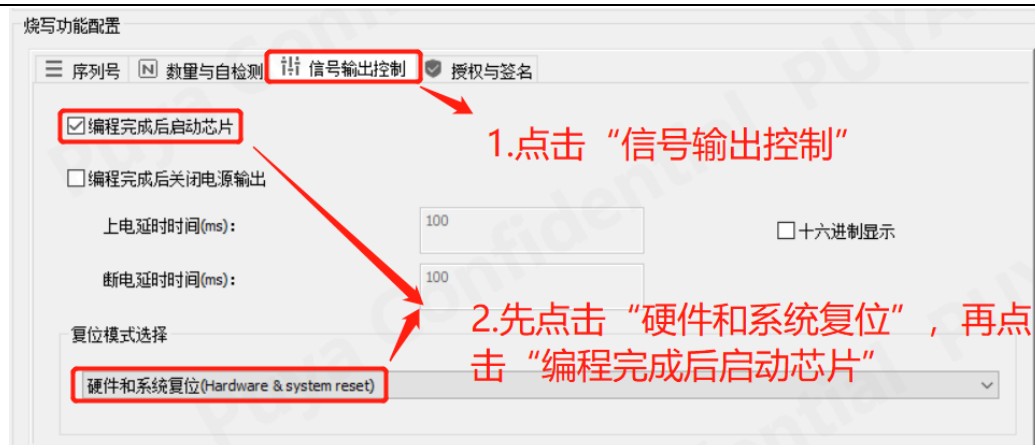 烧写功能配置
序列号 N 数量与自检测 信号输出控制 授权与签名
编程完成后启动芯片
1.点击“信号输出控制”
编程完成后关闭电源输出
上电延时时间(ms)： 100 十六进制显示
断电延时时间(ms)： 100
2.先点击“硬件和系统复位”，再点
击“编程完成后启动芯片”
复位模式选择
硬件和系统复位(Hardware & system reset)
Puya Confidential PUYA